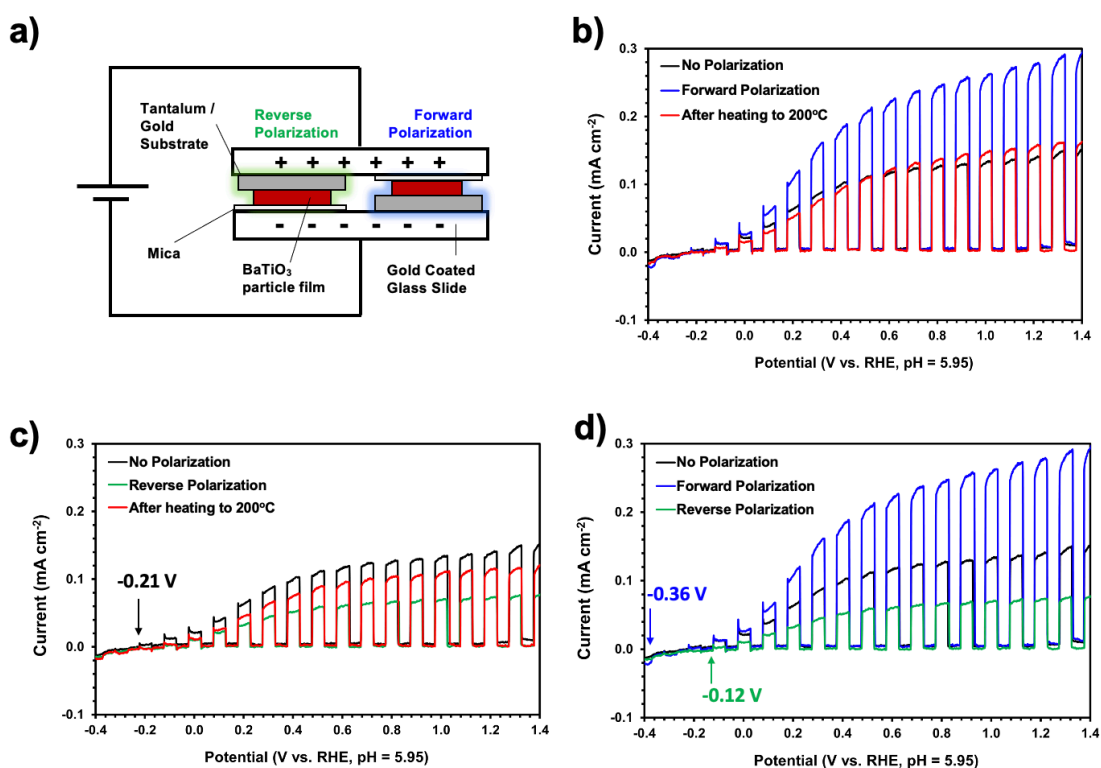 a)
Tantalum /
Gold
Substrate
Reverse
Polarization
Forward
Polarization
+ + + + + +
- - - - - -
Mica
BaTiO3
particle film
Gold Coated
Glass Slide
b)
No Polarization
Forward Polarization
After heating to 200ºC
Current (mA cm-2)
0.3
0.2
0.1
0.0
-0.1
-0.4 -0.2 0.0 0.2 0.4 0.6 0.8 1.0 1.2 1.4
Potential (V vs. RHE, pH = 5.95)
c)
No Polarization
Reverse Polarization
After heating to 200ºC
-0.21 V
Current (mA cm-2)
0.3
0.2
0.1
0.0
-0.1
-0.4 -0.2 0.0 0.2 0.4 0.6 0.8 1.0 1.2 1.4
Potential (V vs. RHE, pH = 5.95)
d)
No Polarization
Forward Polarization
Reverse Polarization
-0.36 V
-0.12 V
Current (mA cm-2)
0.3
0.2
0.1
0.0
-0.1
-0.4 -0.2 0.0 0.2 0.4 0.6 0.8 1.0 1.2 1.4
Potential (V vs. RHE, pH = 5.95)